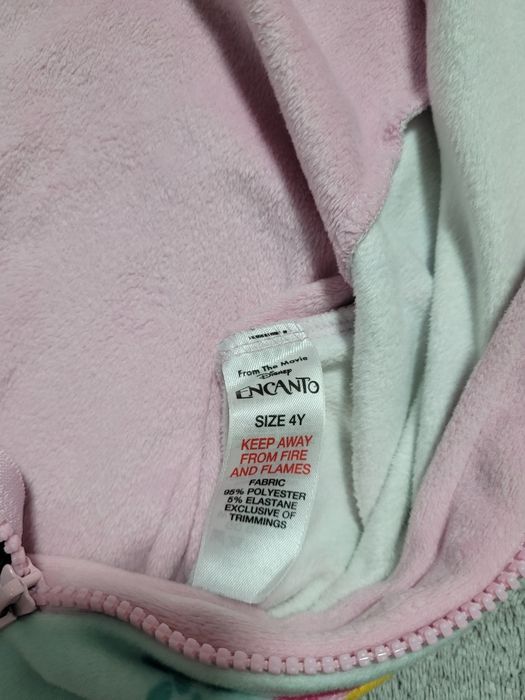 From The Movie
Disney
ENCANTO
SIZE 4Y
KEEP AWAY
FROM FIRE
AND FLAMES
FABRIC
95% POLYESTER
5% ELASTANE
EXCLUSIVE OF
TRIMMINGS